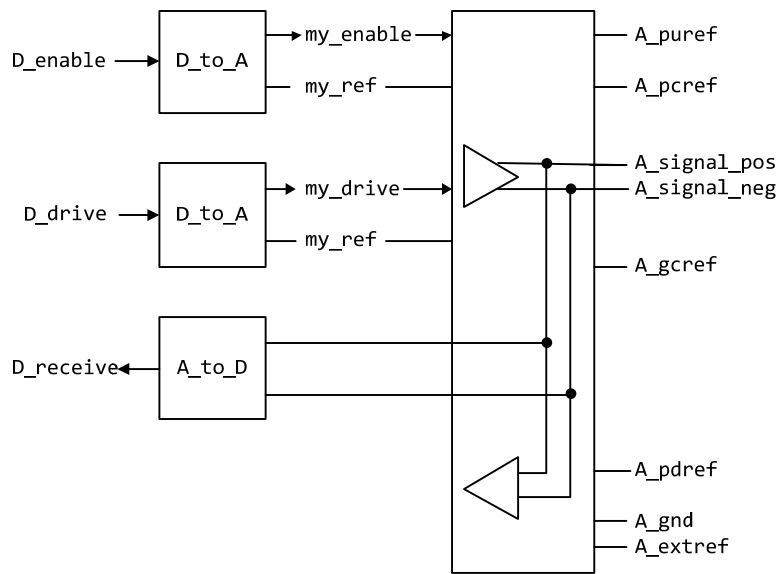 my_enable
A_puref
D_enable
D_to_A
my_ref
A_pcref
A_signal_pos
my_drive
A_signal_neg
D_drive
D_to_A
my_ref
A_gcref
D_receive
A_to_D
A_pdref
A_gnd
A_extref